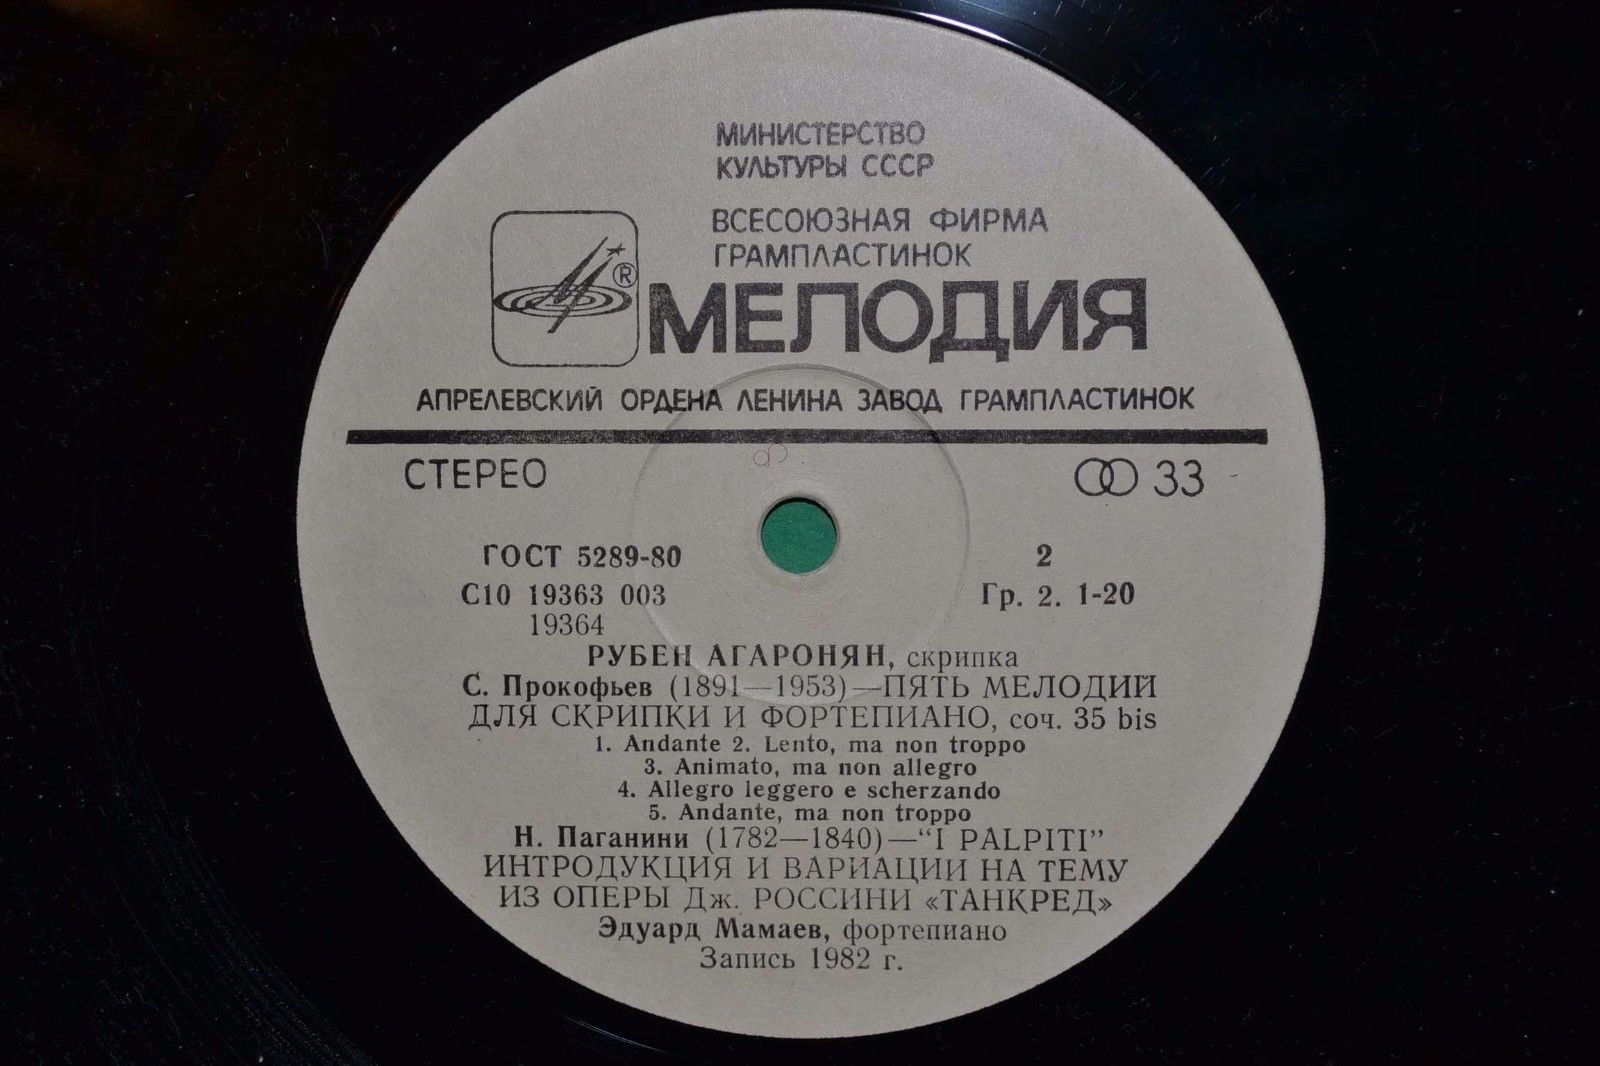 МИНИСТЕРСТВО
КУЛЬТУРЫ СССР
ВСЕСОЮЗНАЯ ФИРМА
ГРАМПЛАСТИНОК
®
МЕЛОДИЯ
АПРЕЛЕВСКИЙ ОРДЕНА ЛЕНИНА ЗАВОД ГРАМПЛАСТИНОК
СТЕРЕО
33
ГОСТ 5289-80
2
С10 19363 003
Гр. 2. 1-20
19364
РУБЕН АГАРОНЯН, скрипка
С. Прокофьев (1891—1953)—ПЯТЬ МЕЛОДИЙ
ДЛЯ СКРИПКИ И ФОРТЕПИАНО, соч. 35 bis
1. Andante 2. Lento, ma non troppo
3. Animato, ma non allegro
4. Allegro leggero e scherzando
5. Andante, ma non troppo
Н. Паганини (1782—1840)—“I PALPITI”
ИНТРОДУКЦИЯ И ВАРИАЦИИ НА ТЕМУ
ИЗ ОПЕРЫ Дж. РОССИНИ «ТАНКРЕД»
Эдуард Мамаев, фортепиано
Запись 1982 г.